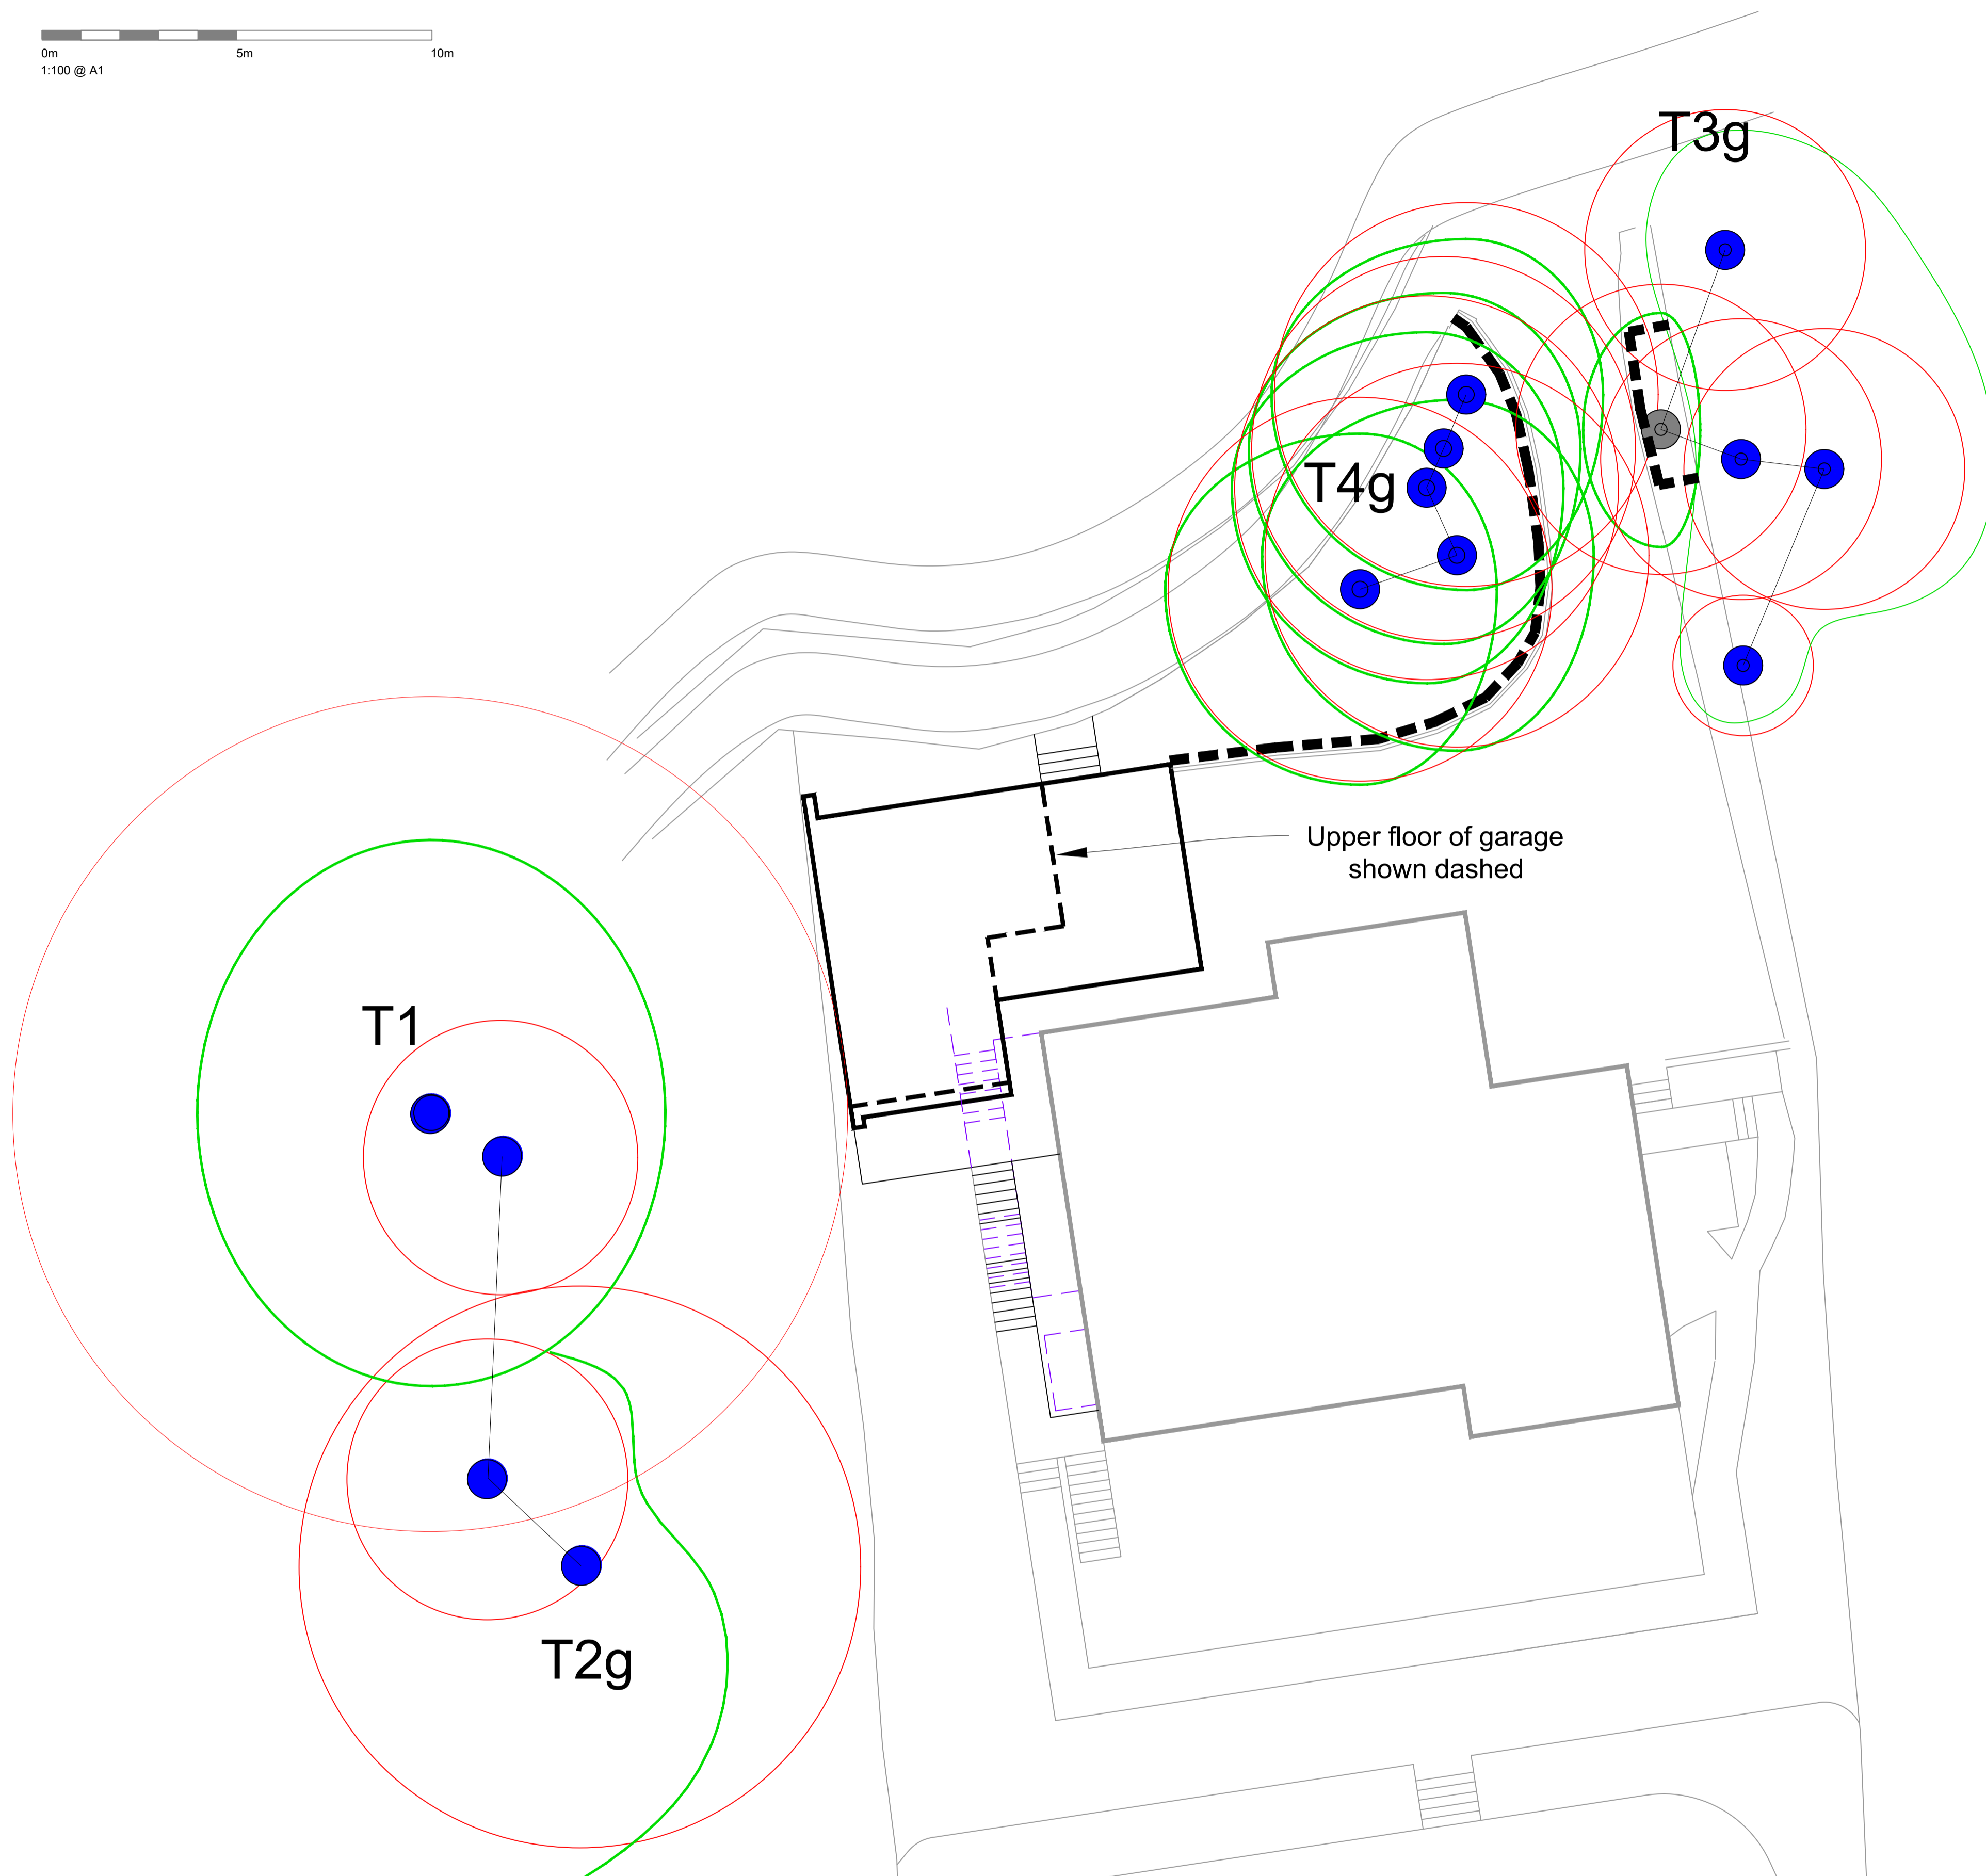 0m 5m 10m
1:100 @ A1
T3g
T4g
Upper floor of garage
shown dashed
T1
T2g